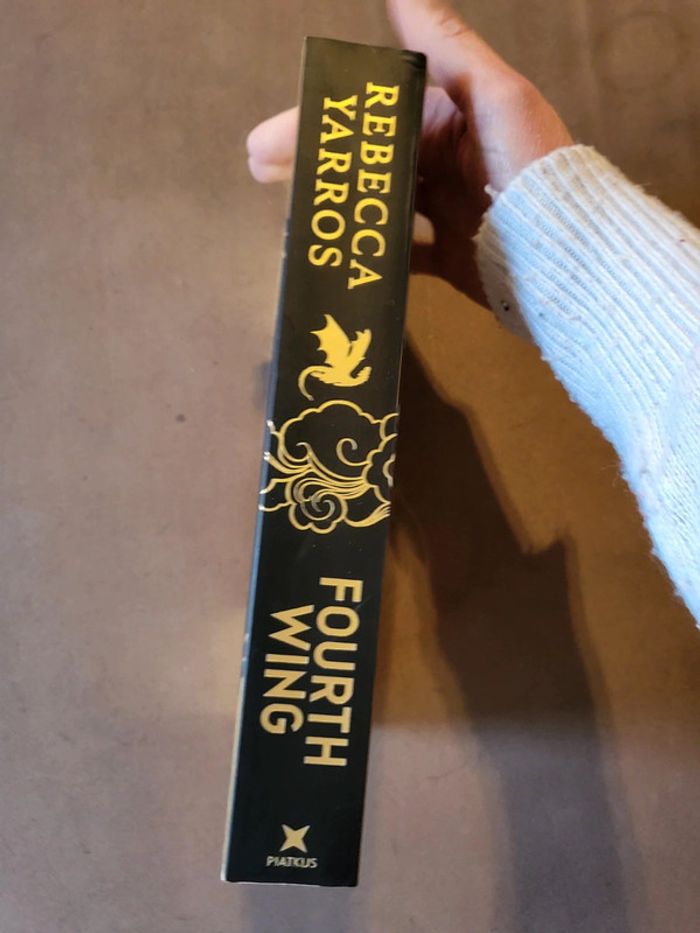 REBECCA
YARROS
FOURTH
WING
PIATKUS